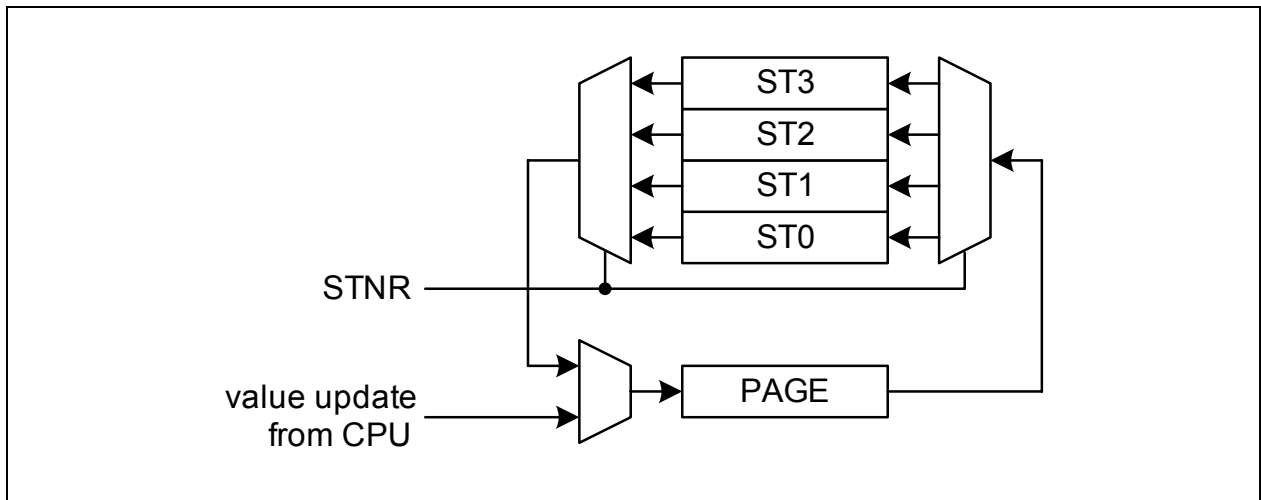 ST3
ST2
ST1
ST0
STNR
value update
from CPU
PAGE